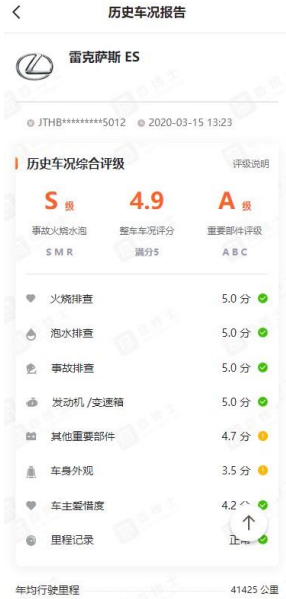 历史车况报告
雷克萨斯 ES
JTHB*********5012 2020-03-15 13:23
历史车况综合评级 评级说明
S 级 4.9 A 级
事故火烧水泡 整车车况评分 重要部件评级
S M R 满分5 A B C
火烧排查 5.0 分
泡水排查 5.0 分
事故排查 5.0 分
发动机 /变速箱 5.0 分
其他重要部件 4.7 分
车身外观 3.5 分
车主爱惜度 4.2
里程记录 正常
年均行驶里程 41425 公里